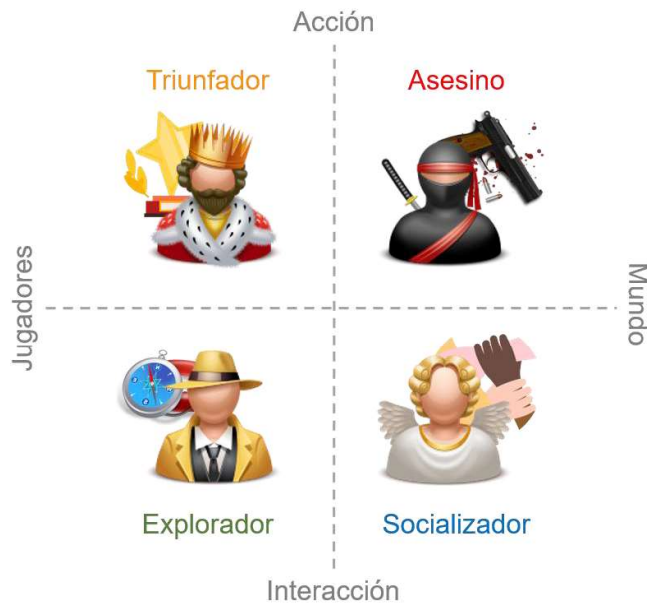 Acción
Triunfador
Asesino
Jugadores
Mundo
Explorador
Socializador
Interacción